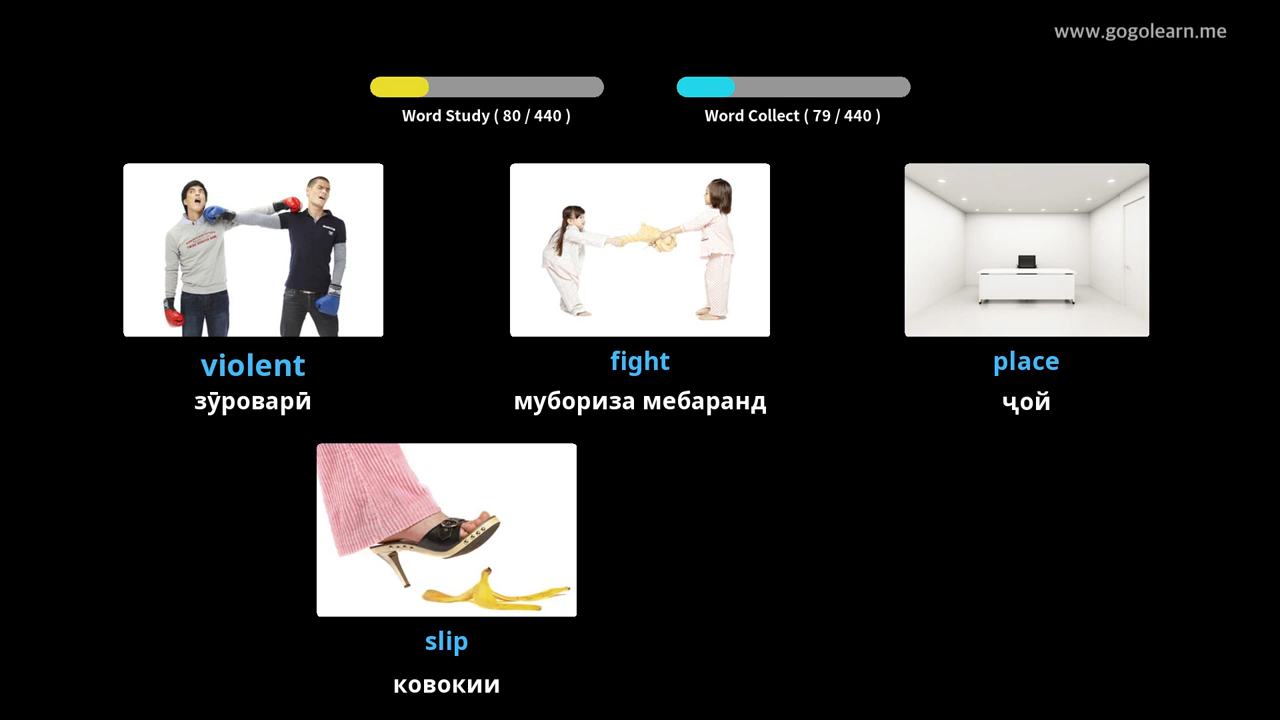 www.gogolearn.me
Word Study ( 80 / 440 )
Word Collect ( 79 / 440 )
violent
зӯроварӣ
fight
мубориза мебаранд
place
ҷой
slip
ковокии